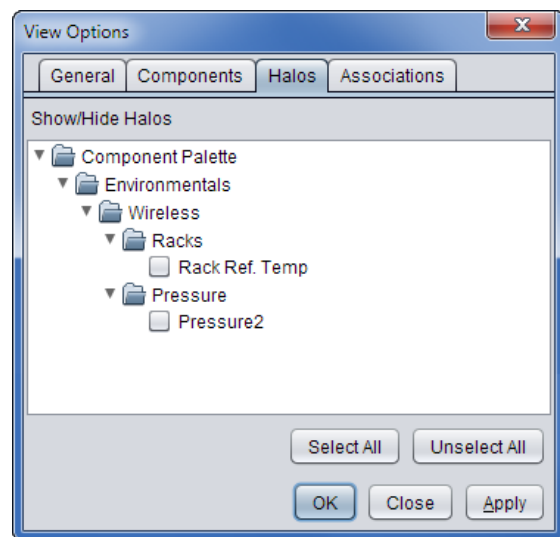 View Options
General Components Halos Associations
Show/Hide Halos
Component Palette
Environmentals
Wireless
Racks
Rack Ref. Temp
Pressure
Pressure2
Select All Unselect All
OK Close Apply